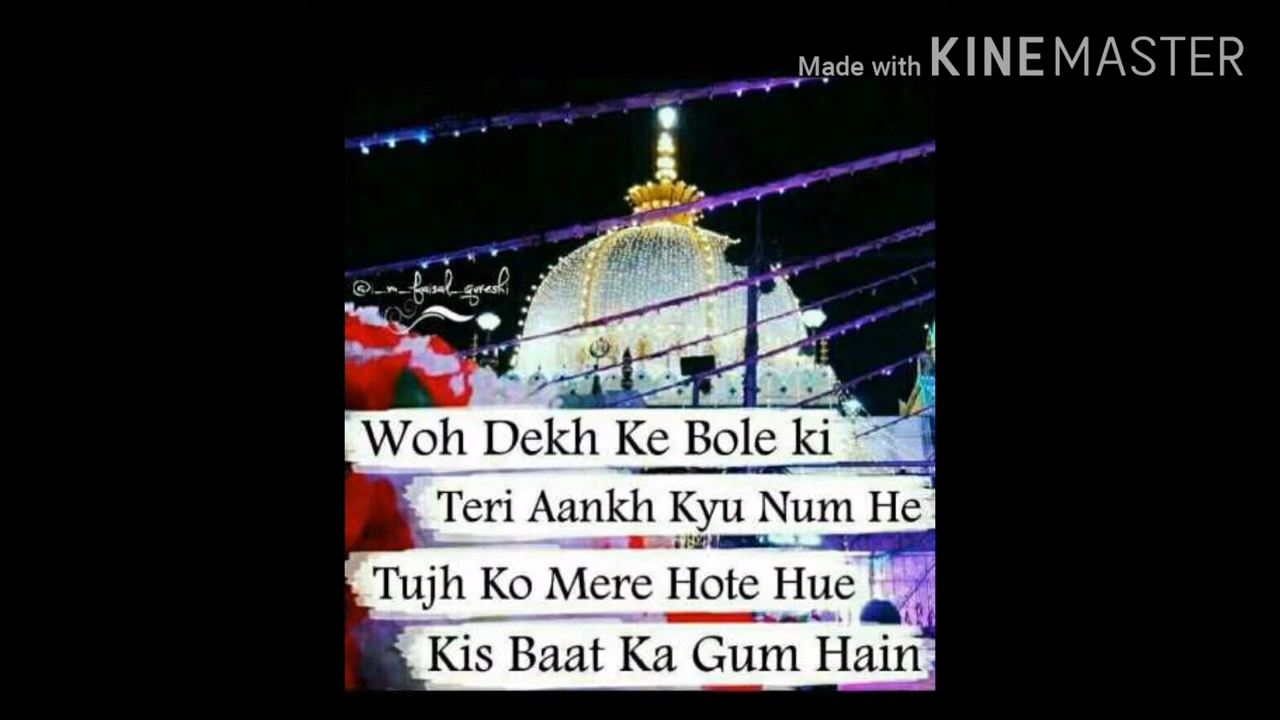 Made with KINEMASTER
@i_m_faisal_qureshi
Woh Dekh Ke Bole ki
Teri Aankh Kyu Num He
Tujh Ko Mere Hote Hue
Kis Baat Ka Gum Hain